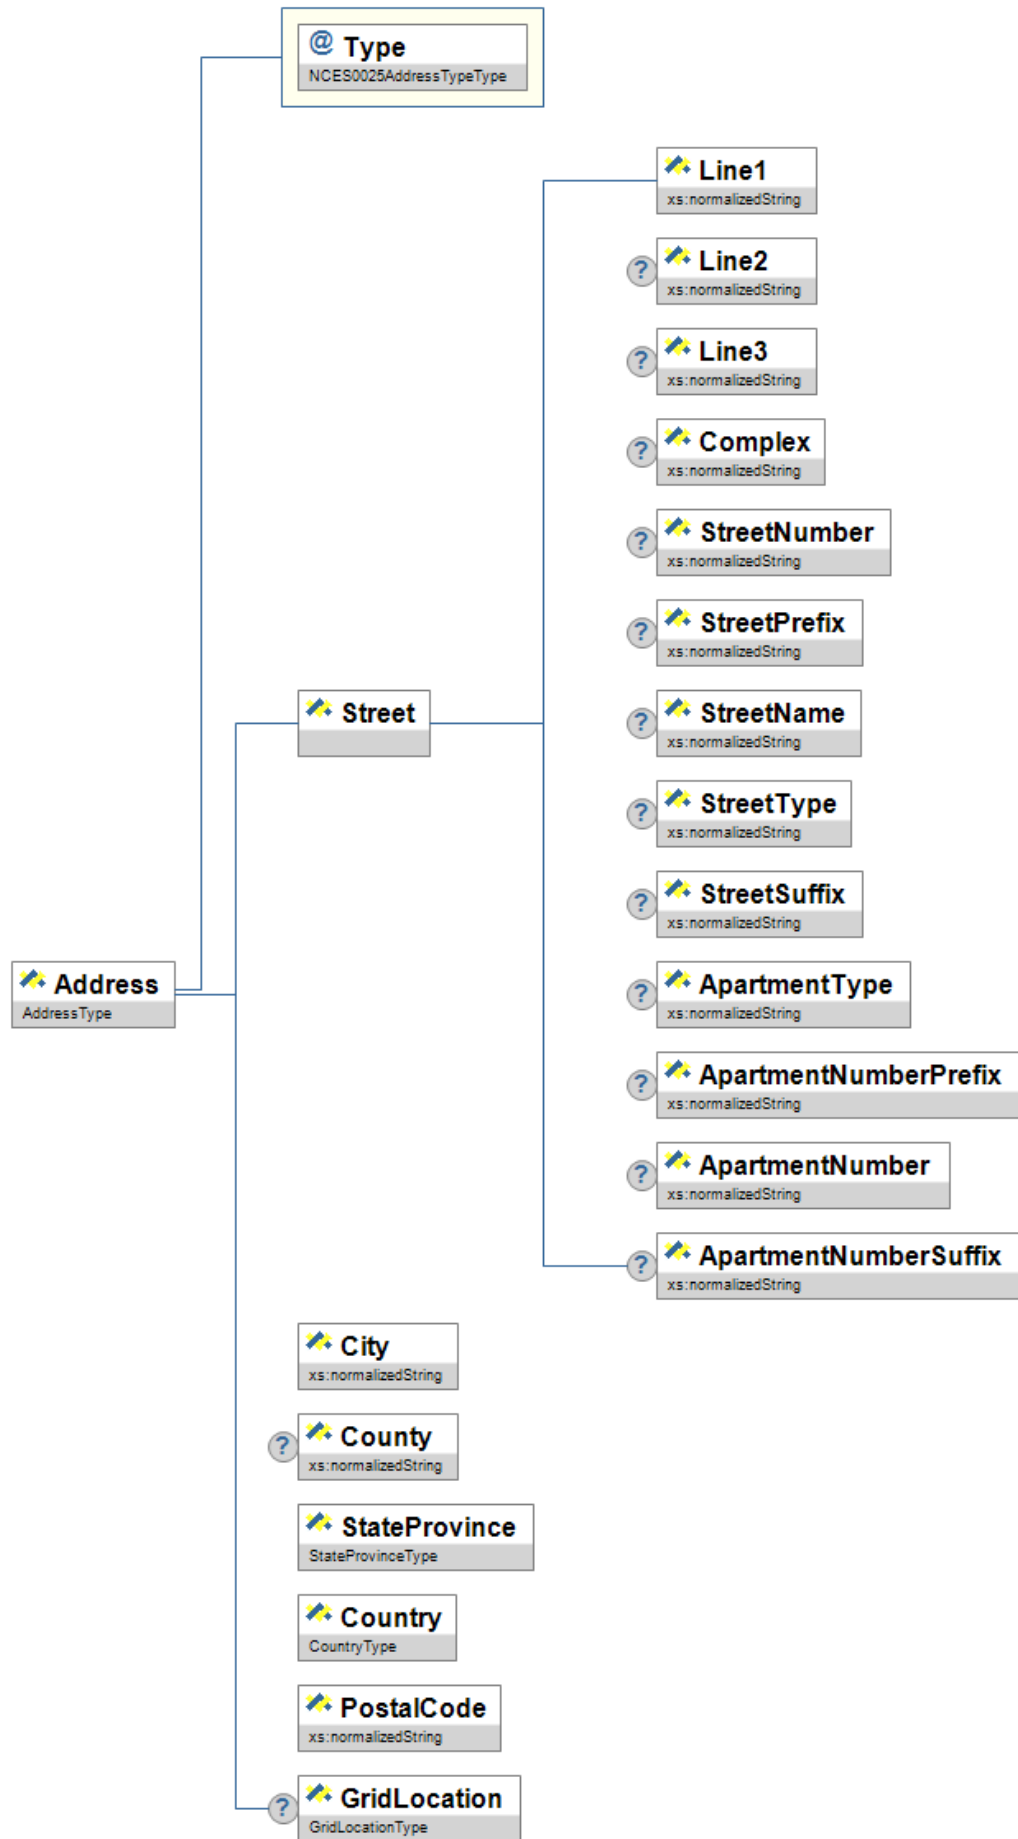 @ Type
NCES0025AddressTypeType
Line1
xs:normalizedString
? Line2
xs:normalizedString
? Line3
xs:normalizedString
? Complex
xs:normalizedString
? StreetNumber
xs:normalizedString
? StreetPrefix
xs:normalizedString
Street
? StreetName
xs:normalizedString
? StreetType
xs:normalizedString
? StreetSuffix
xs:normalizedString
Address
AddressType
? ApartmentType
xs:normalizedString
? ApartmentNumberPrefix
xs:normalizedString
? ApartmentNumber
xs:normalizedString
? ApartmentNumberSuffix
xs:normalizedString
City
xs:normalizedString
? County
xs:normalizedString
StateProvince
StateProvinceType
Country
CountryType
PostalCode
xs:normalizedString
? GridLocation
GridLocationType